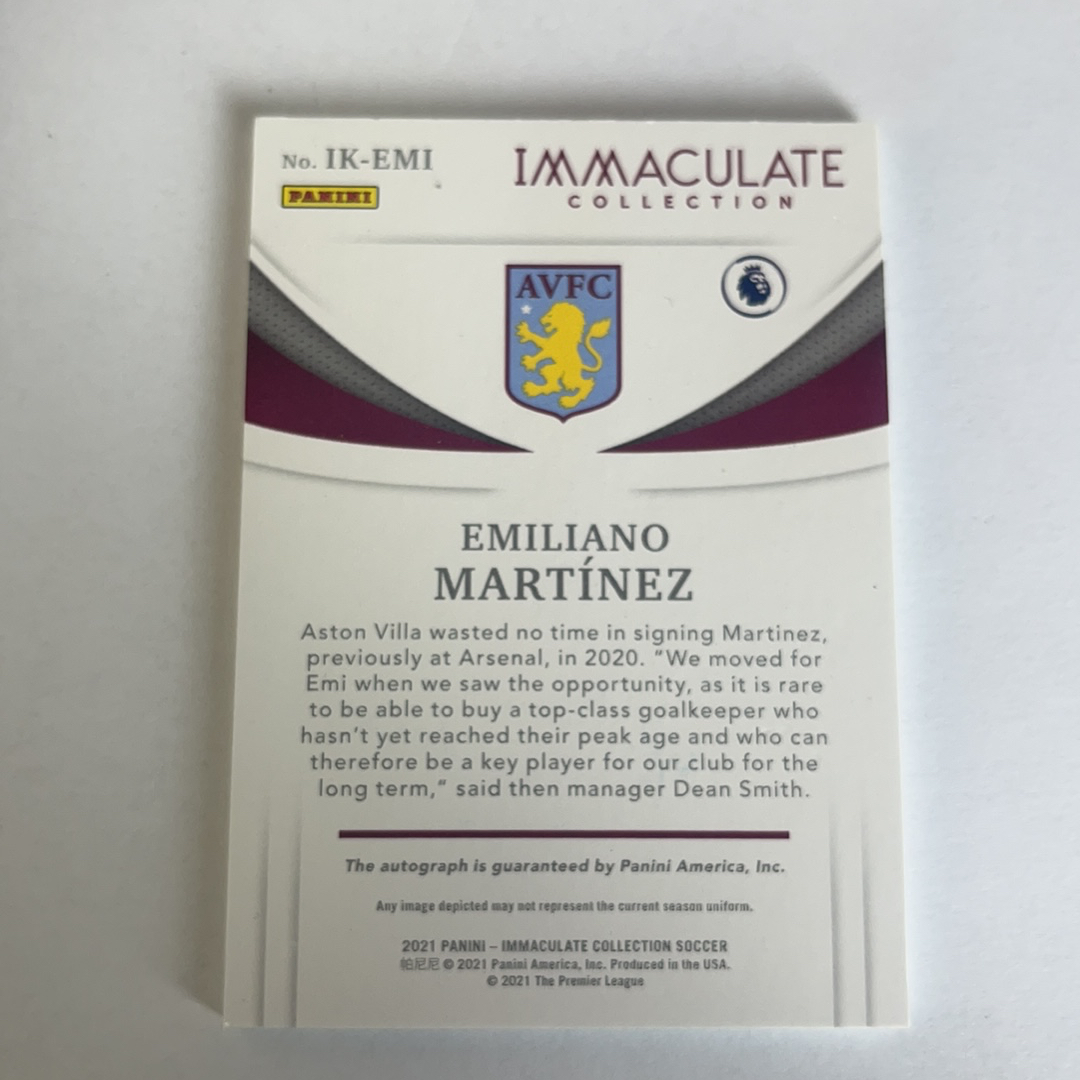 No. IK-EMI
PANINI
IMMACULATE
COLLECTION
AVFC
EMILIANO
MARTÍNEZ
Aston Villa wasted no time in signing Martinez,
previously at Arsenal, in 2020. “We moved for
Emi when we saw the opportunity, as it is rare
to be able to buy a top-class goalkeeper who
hasn’t yet reached their peak age and who can
therefore be a key player for our club for the
long term,” said then manager Dean Smith.
The autograph is guaranteed by Panini America, Inc.
Any image depicted may not represent the current season uniform.
2021 PANINI – IMMACULATE COLLECTION SOCCER
帕尼尼 © 2021 Panini America, Inc. Produced in the USA.
© 2021 The Premier League